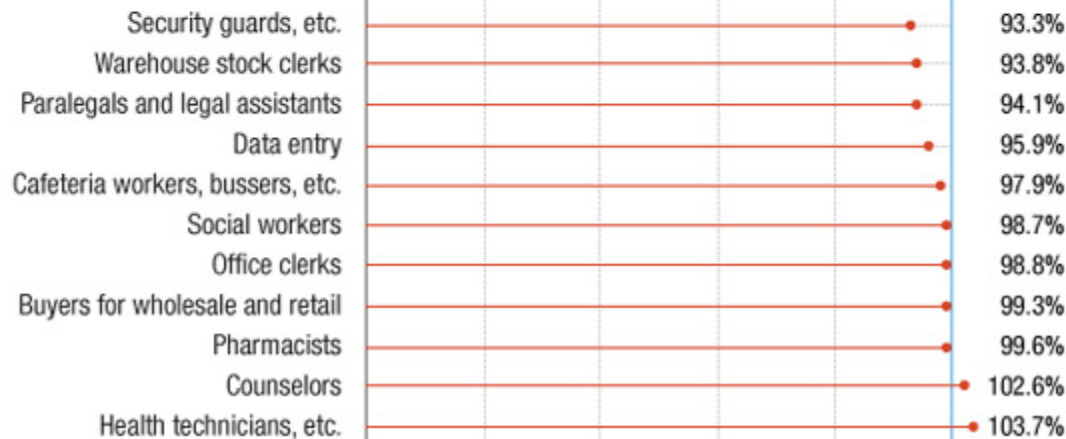 Security guards, etc. 93.3%
Warehouse stock clerks 93.8%
Paralegals and legal assistants 94.1%
Data entry 95.9%
Cafeteria workers, bussers, etc. 97.9%
Social workers 98.7%
Office clerks 98.8%
Buyers for wholesale and retail 99.3%
Pharmacists 99.6%
Counselors 102.6%
Health technicians, etc. 103.7%